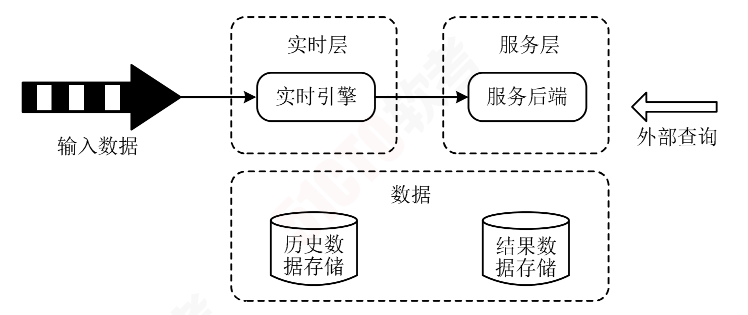 实时层
服务层
实时引擎
服务后端
输入数据
外部查询
数据
历史数
据存储
结果数
据存储